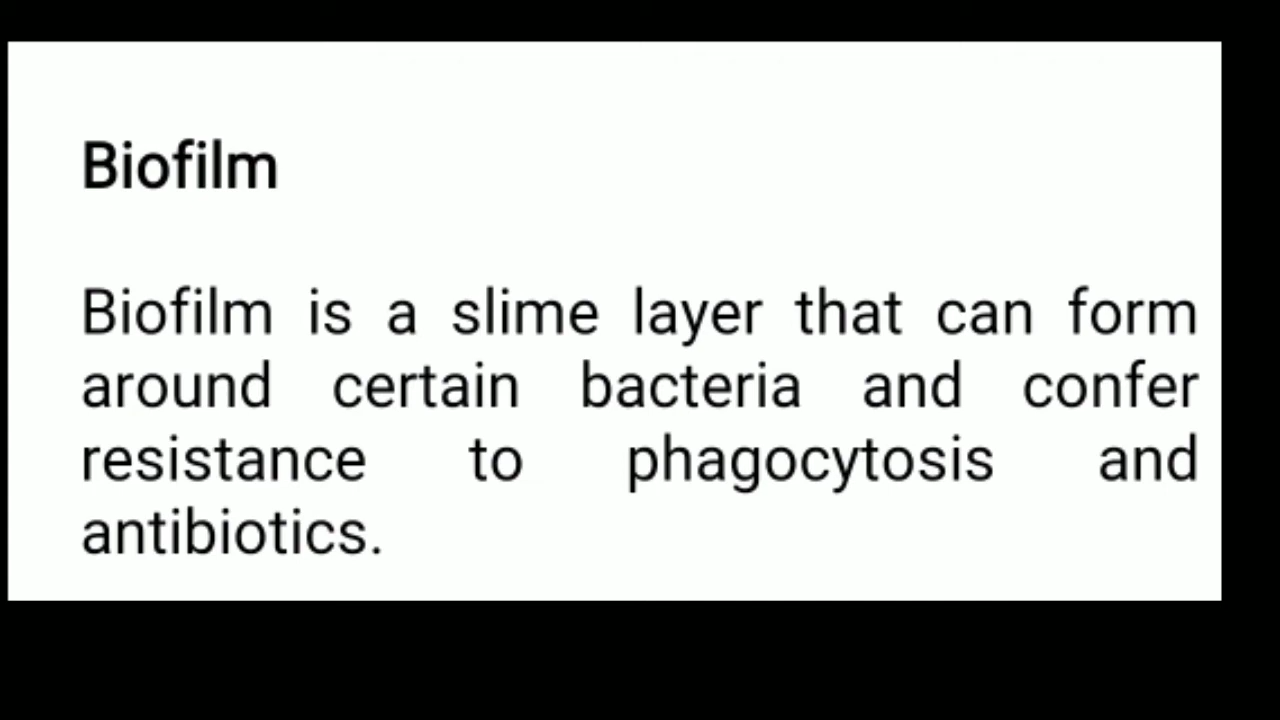 Biofilm
Biofilm is a slime layer that can form
around certain bacteria and confer
resistance to phagocytosis and
antibiotics.